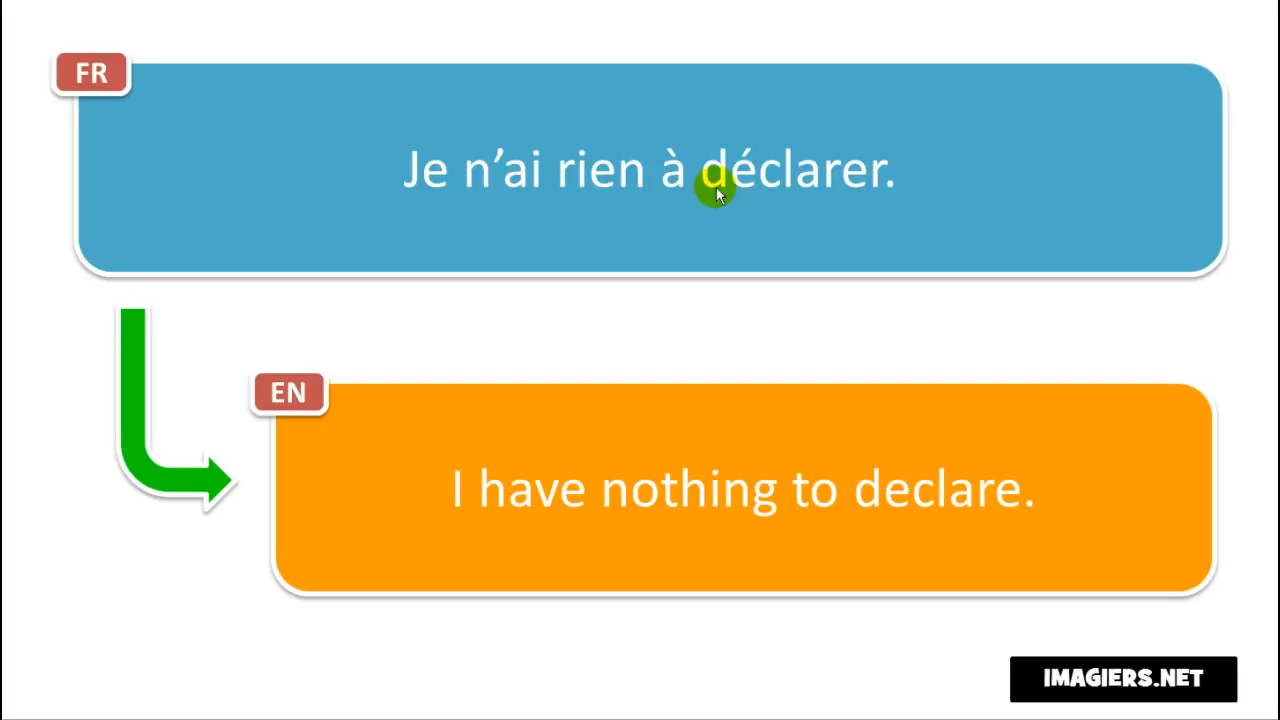 FR
Je n’ai rien à déclarer.
EN
I have nothing to declare.
IMAGIERS.NET